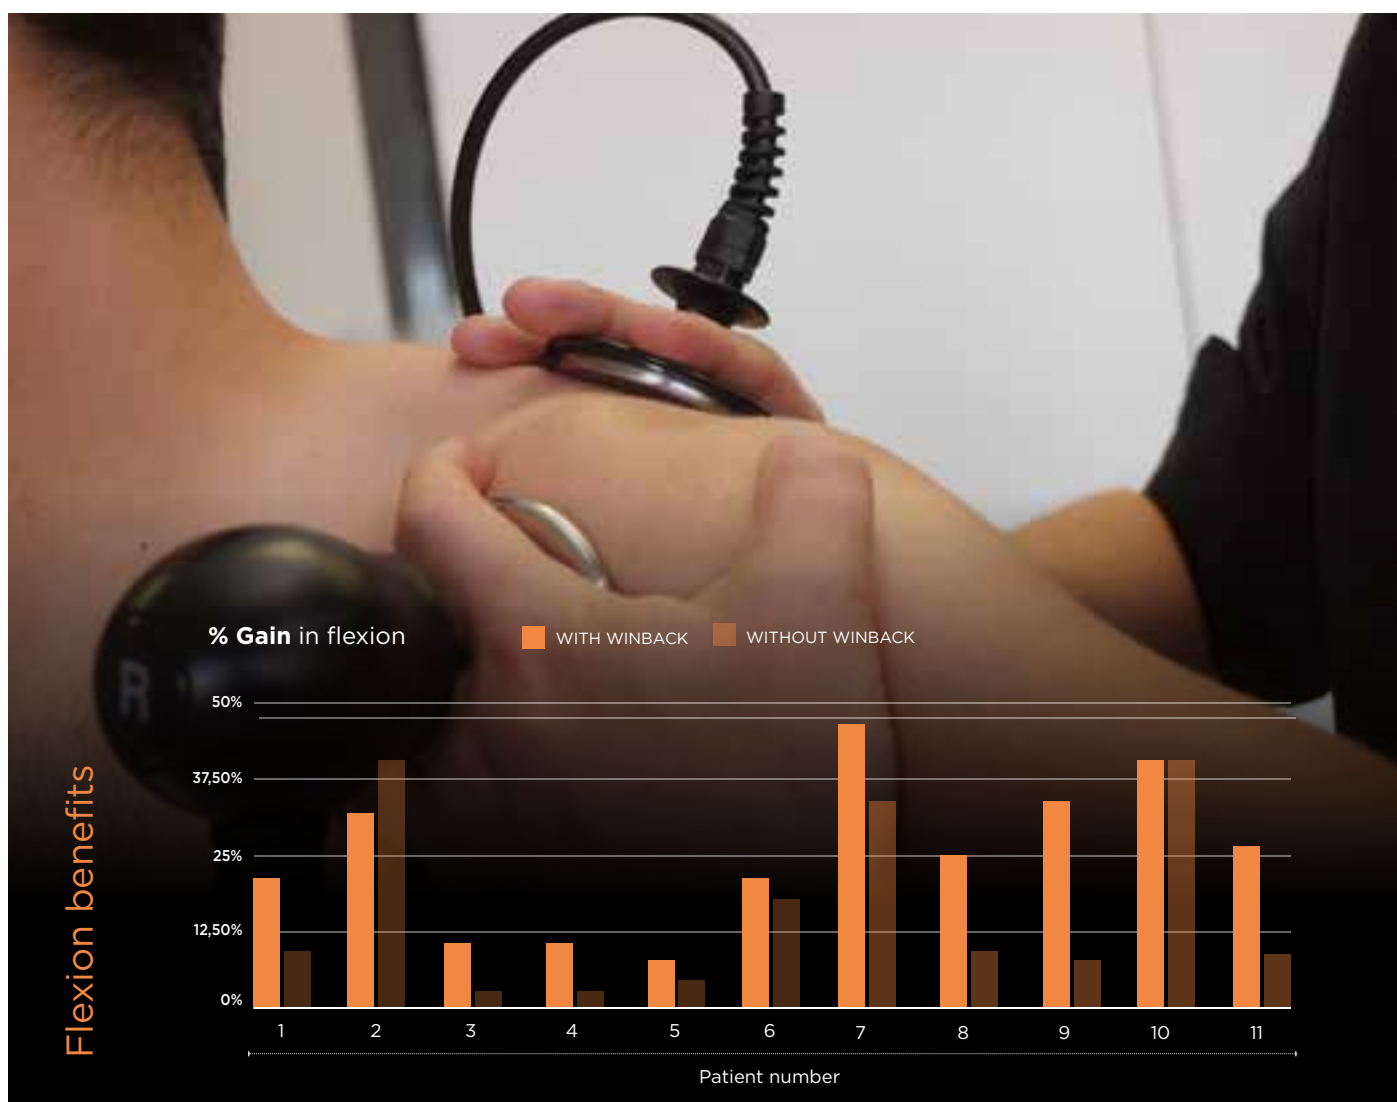 R
% Gain in flexion
WITH WINBACK
WITHOUT WINBACK
Flexion benefits
50%
37,50%
25%
12,50%
0%
1 2 3 4 5 6 7 8 9 10 11
Patient number